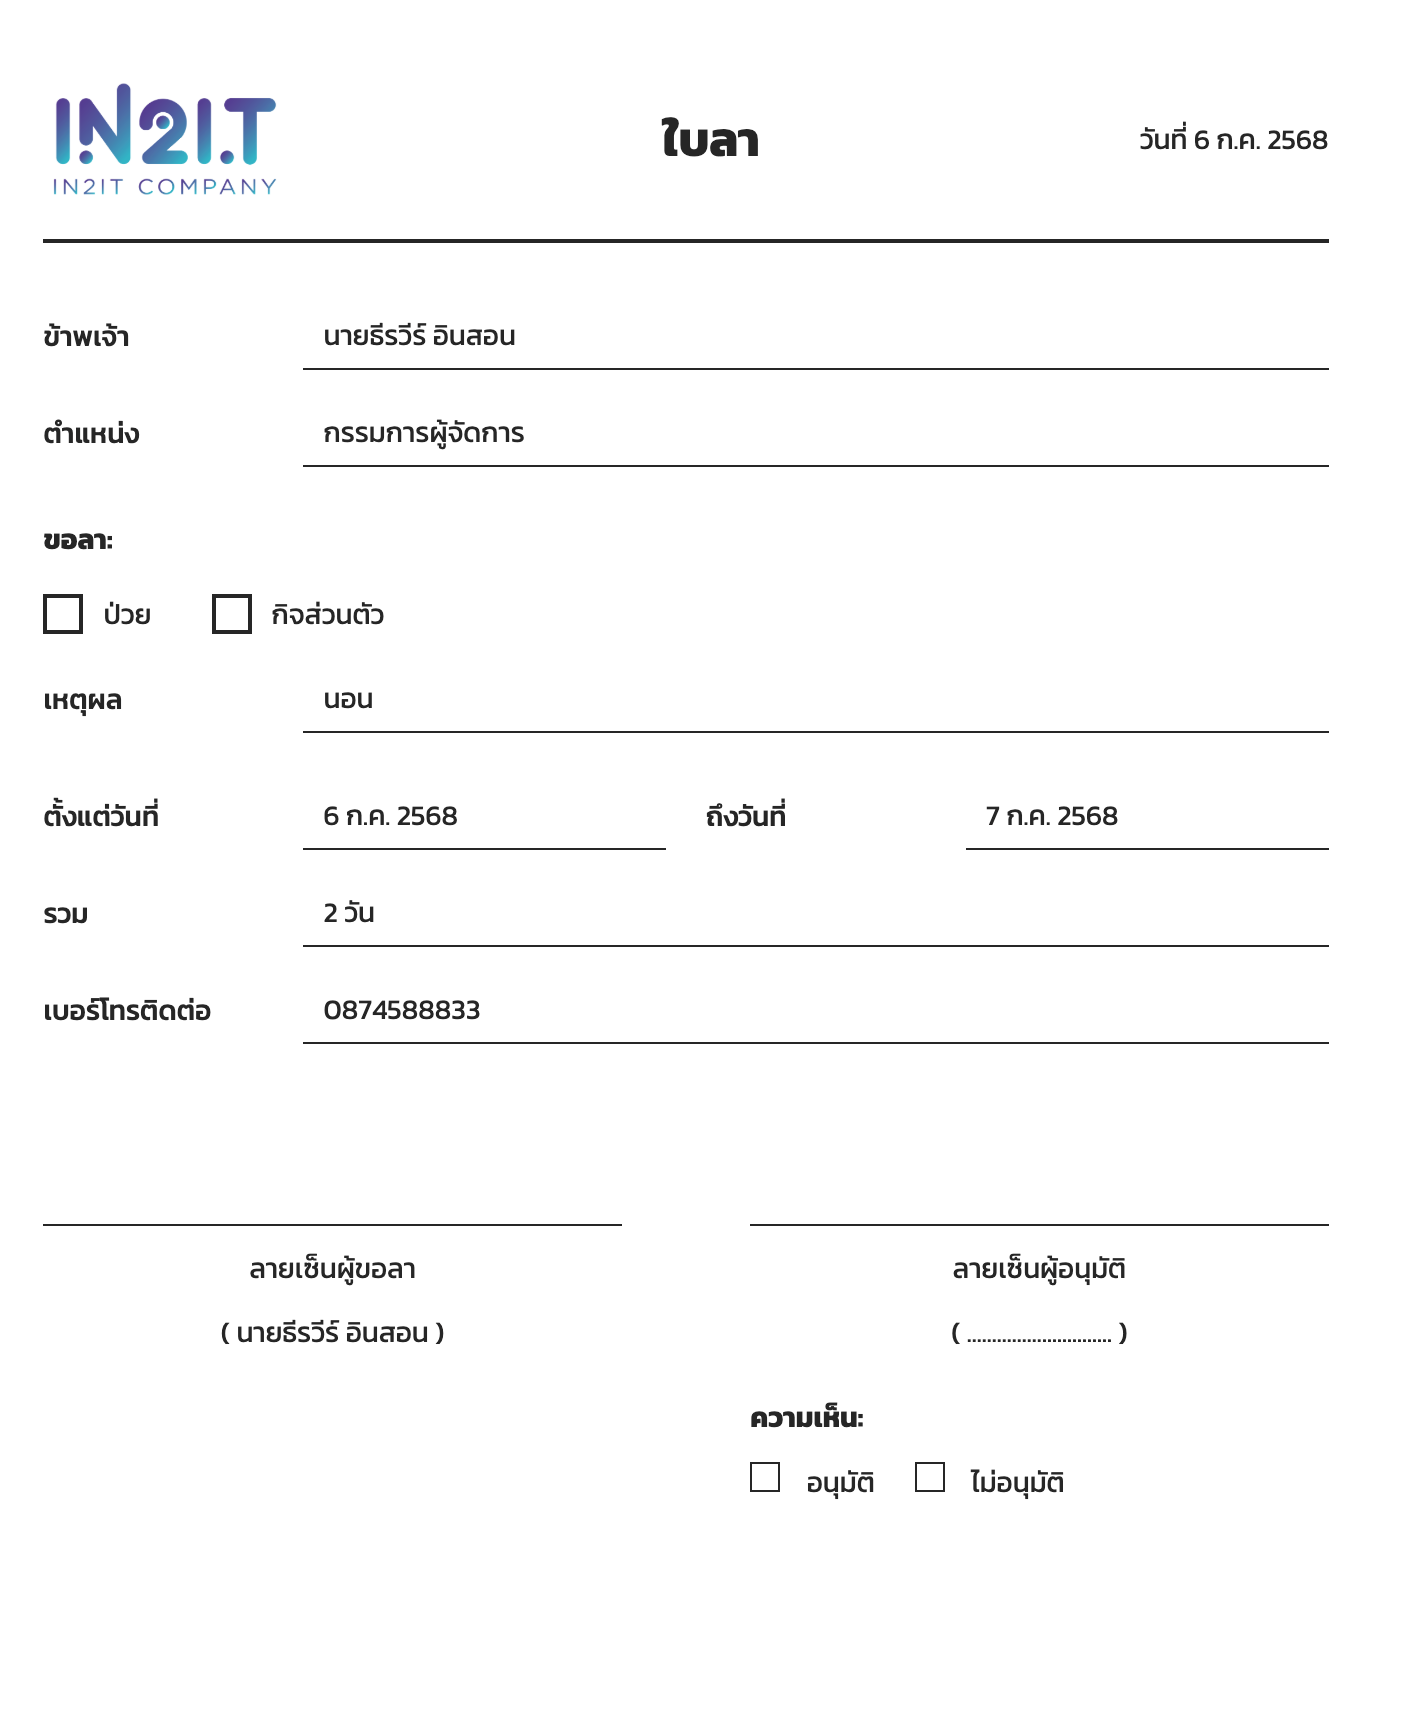 IN2I.T
IN2IT COMPANY
ใบลา
วันที่ 6 ก.ค. 2568
ข้าพเจ้า นายธีรวีร์ อินสอน
ตำแหน่ง กรรมการผู้จัดการ
ขอลา:
ป่วย กิจส่วนตัว
เหตุผล นอน
ตั้งแต่วันที่ 6 ก.ค. 2568 ถึงวันที่ 7 ก.ค. 2568
รวม 2 วัน
เบอร์โทรติดต่อ 0874588833
ลายเซ็นผู้ขอลา ลายเซ็นผู้อนุมัติ
( นายธีรวีร์ อินสอน ) ( ............................. )
ความเห็น:
อนุมัติ ไม่อนุมัติ